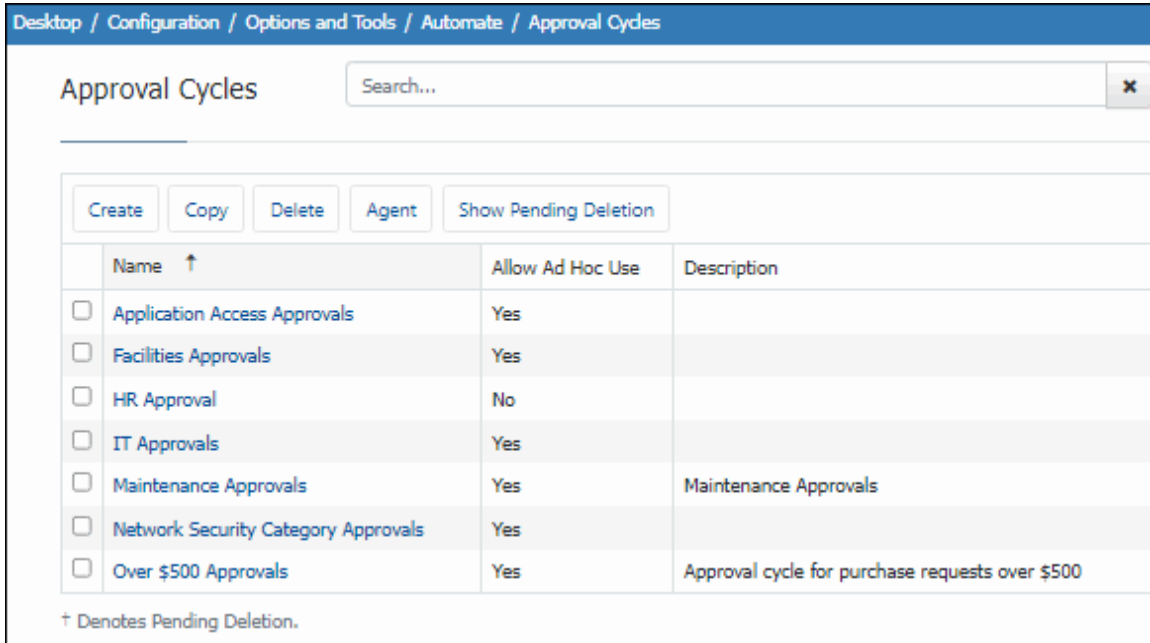 Desktop / Configuration / Options and Tools / Automate / Approval Cycles
Approval Cycles Search...
Create Copy Delete Agent Show Pending Deletion
Name ↑ Allow Ad Hoc Use Description
Application Access Approvals Yes
Facilities Approvals Yes
HR Approval No
IT Approvals Yes
Maintenance Approvals Yes Maintenance Approvals
Network Security Category Approvals Yes
Over $500 Approvals Yes Approval cycle for purchase requests over $500
† Denotes Pending Deletion.